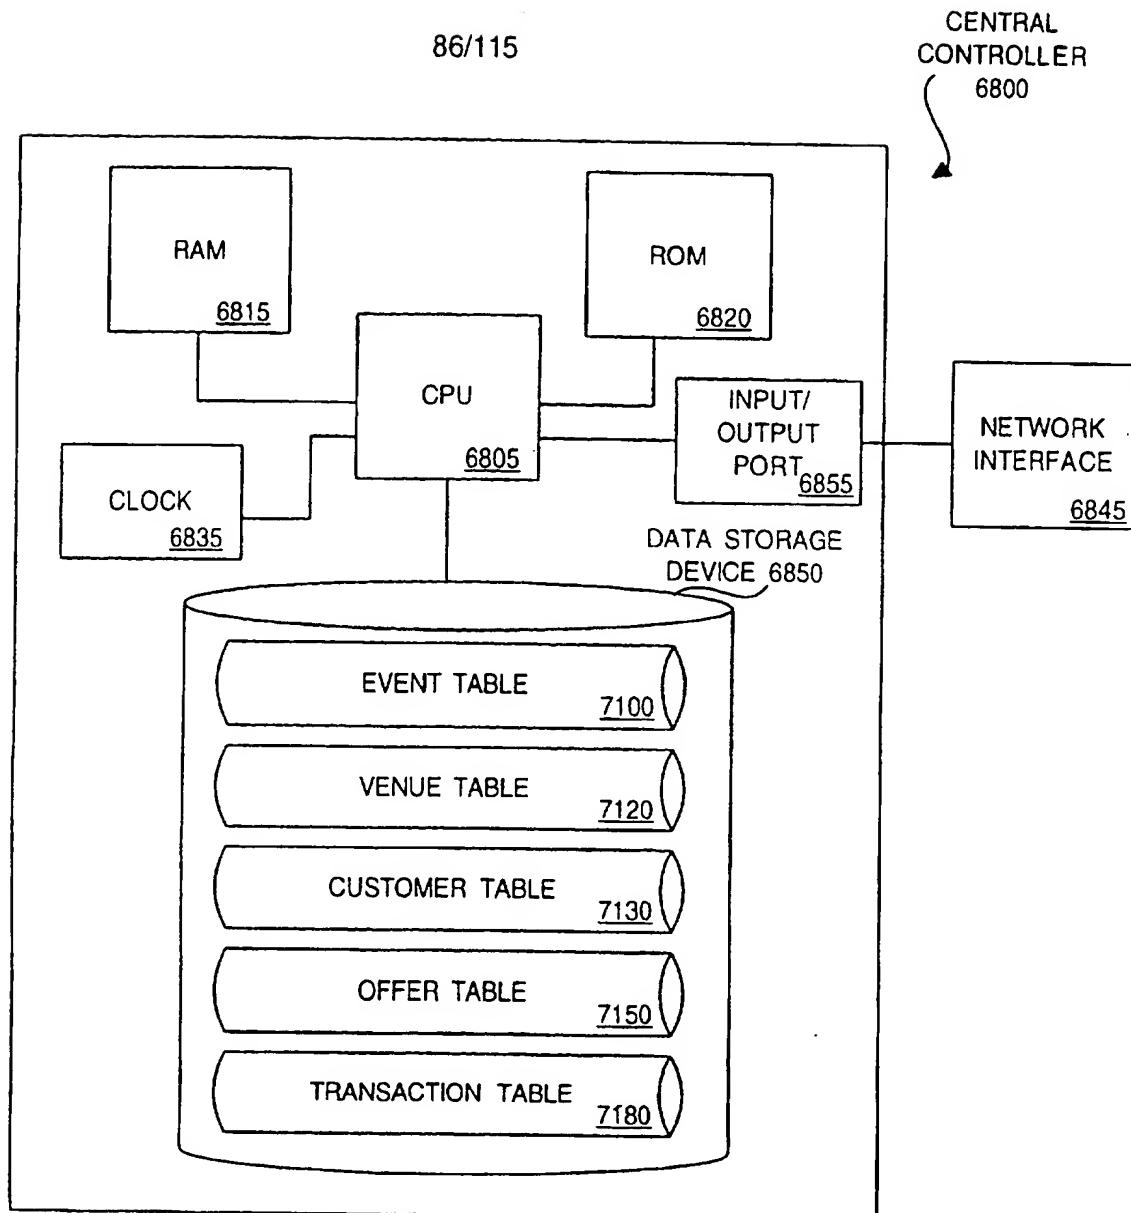 86/115
CENTRAL
CONTROLLER
6800
RAM
6815
ROM
6820
CPU
6805
INPUT/
OUTPUT
PORT
6855
NETWORK
INTERFACE
6845
CLOCK
6835
DATA STORAGE
DEVICE 6850
EVENT TABLE
7100
VENUE TABLE
7120
CUSTOMER TABLE
7130
OFFER TABLE
7150
TRANSACTION TABLE
7180